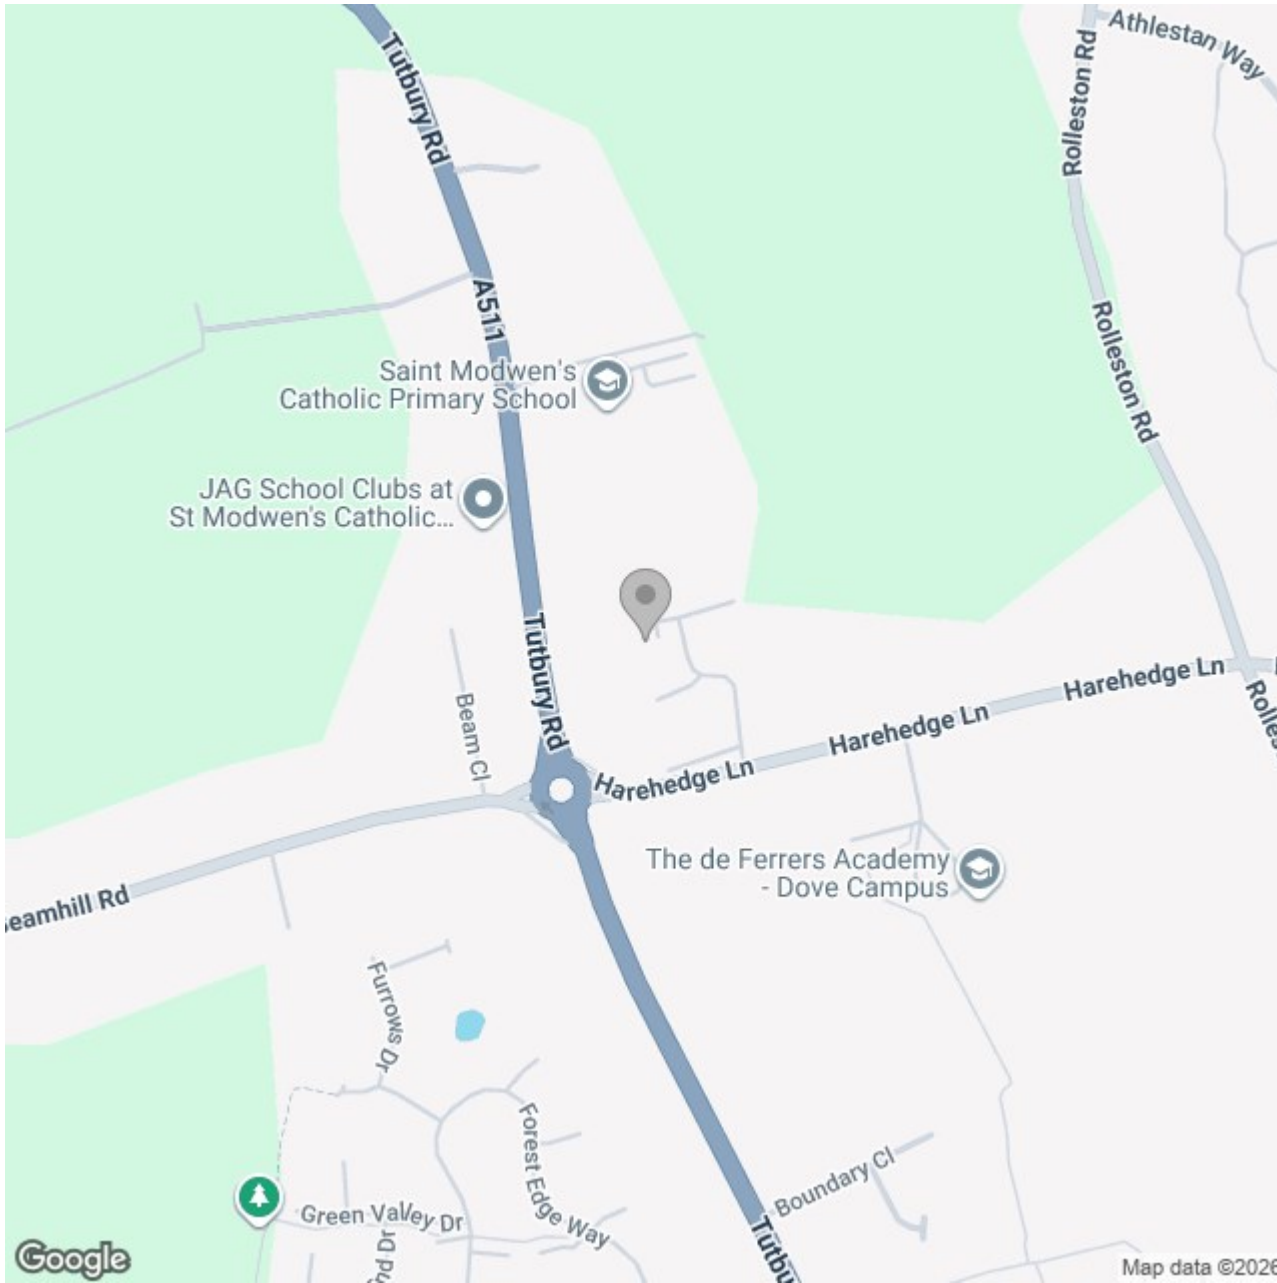 Athlestan Way
Tutbury Rd
Rolleston Rd
A511
Rolleston Rd
Saint Modwen's
Catholic Primary School
JAG School Clubs at
St Modwen's Catholic...
Tutbury Rd
Harehedge Ln
Beam Cl
Harehedge Ln
Harehedge Ln
The de Ferrers Academy
- Dove Campus
Furrows Dr
Forest Edge Way
Boundary Cl
Green Valley Dr
Google
Map data ©2026